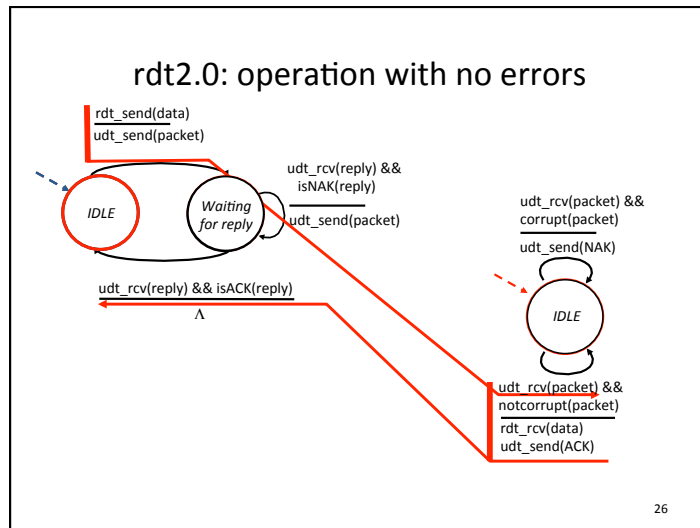 rdt2.0: operation with no errors
rdt_send(data)
udt_send(packet)
IDLE
Waiting
for reply
udt_rcv(reply) &&
isNAK(reply)
udt_send(packet)
udt_rcv(reply) && isACK(reply)
Λ
udt_rcv(packet) &&
corrupt(packet)
udt_send(NAK)
IDLE
udt_rcv(packet) &&
notcorrupt(packet)
rdt_rcv(data)
udt_send(ACK)
26